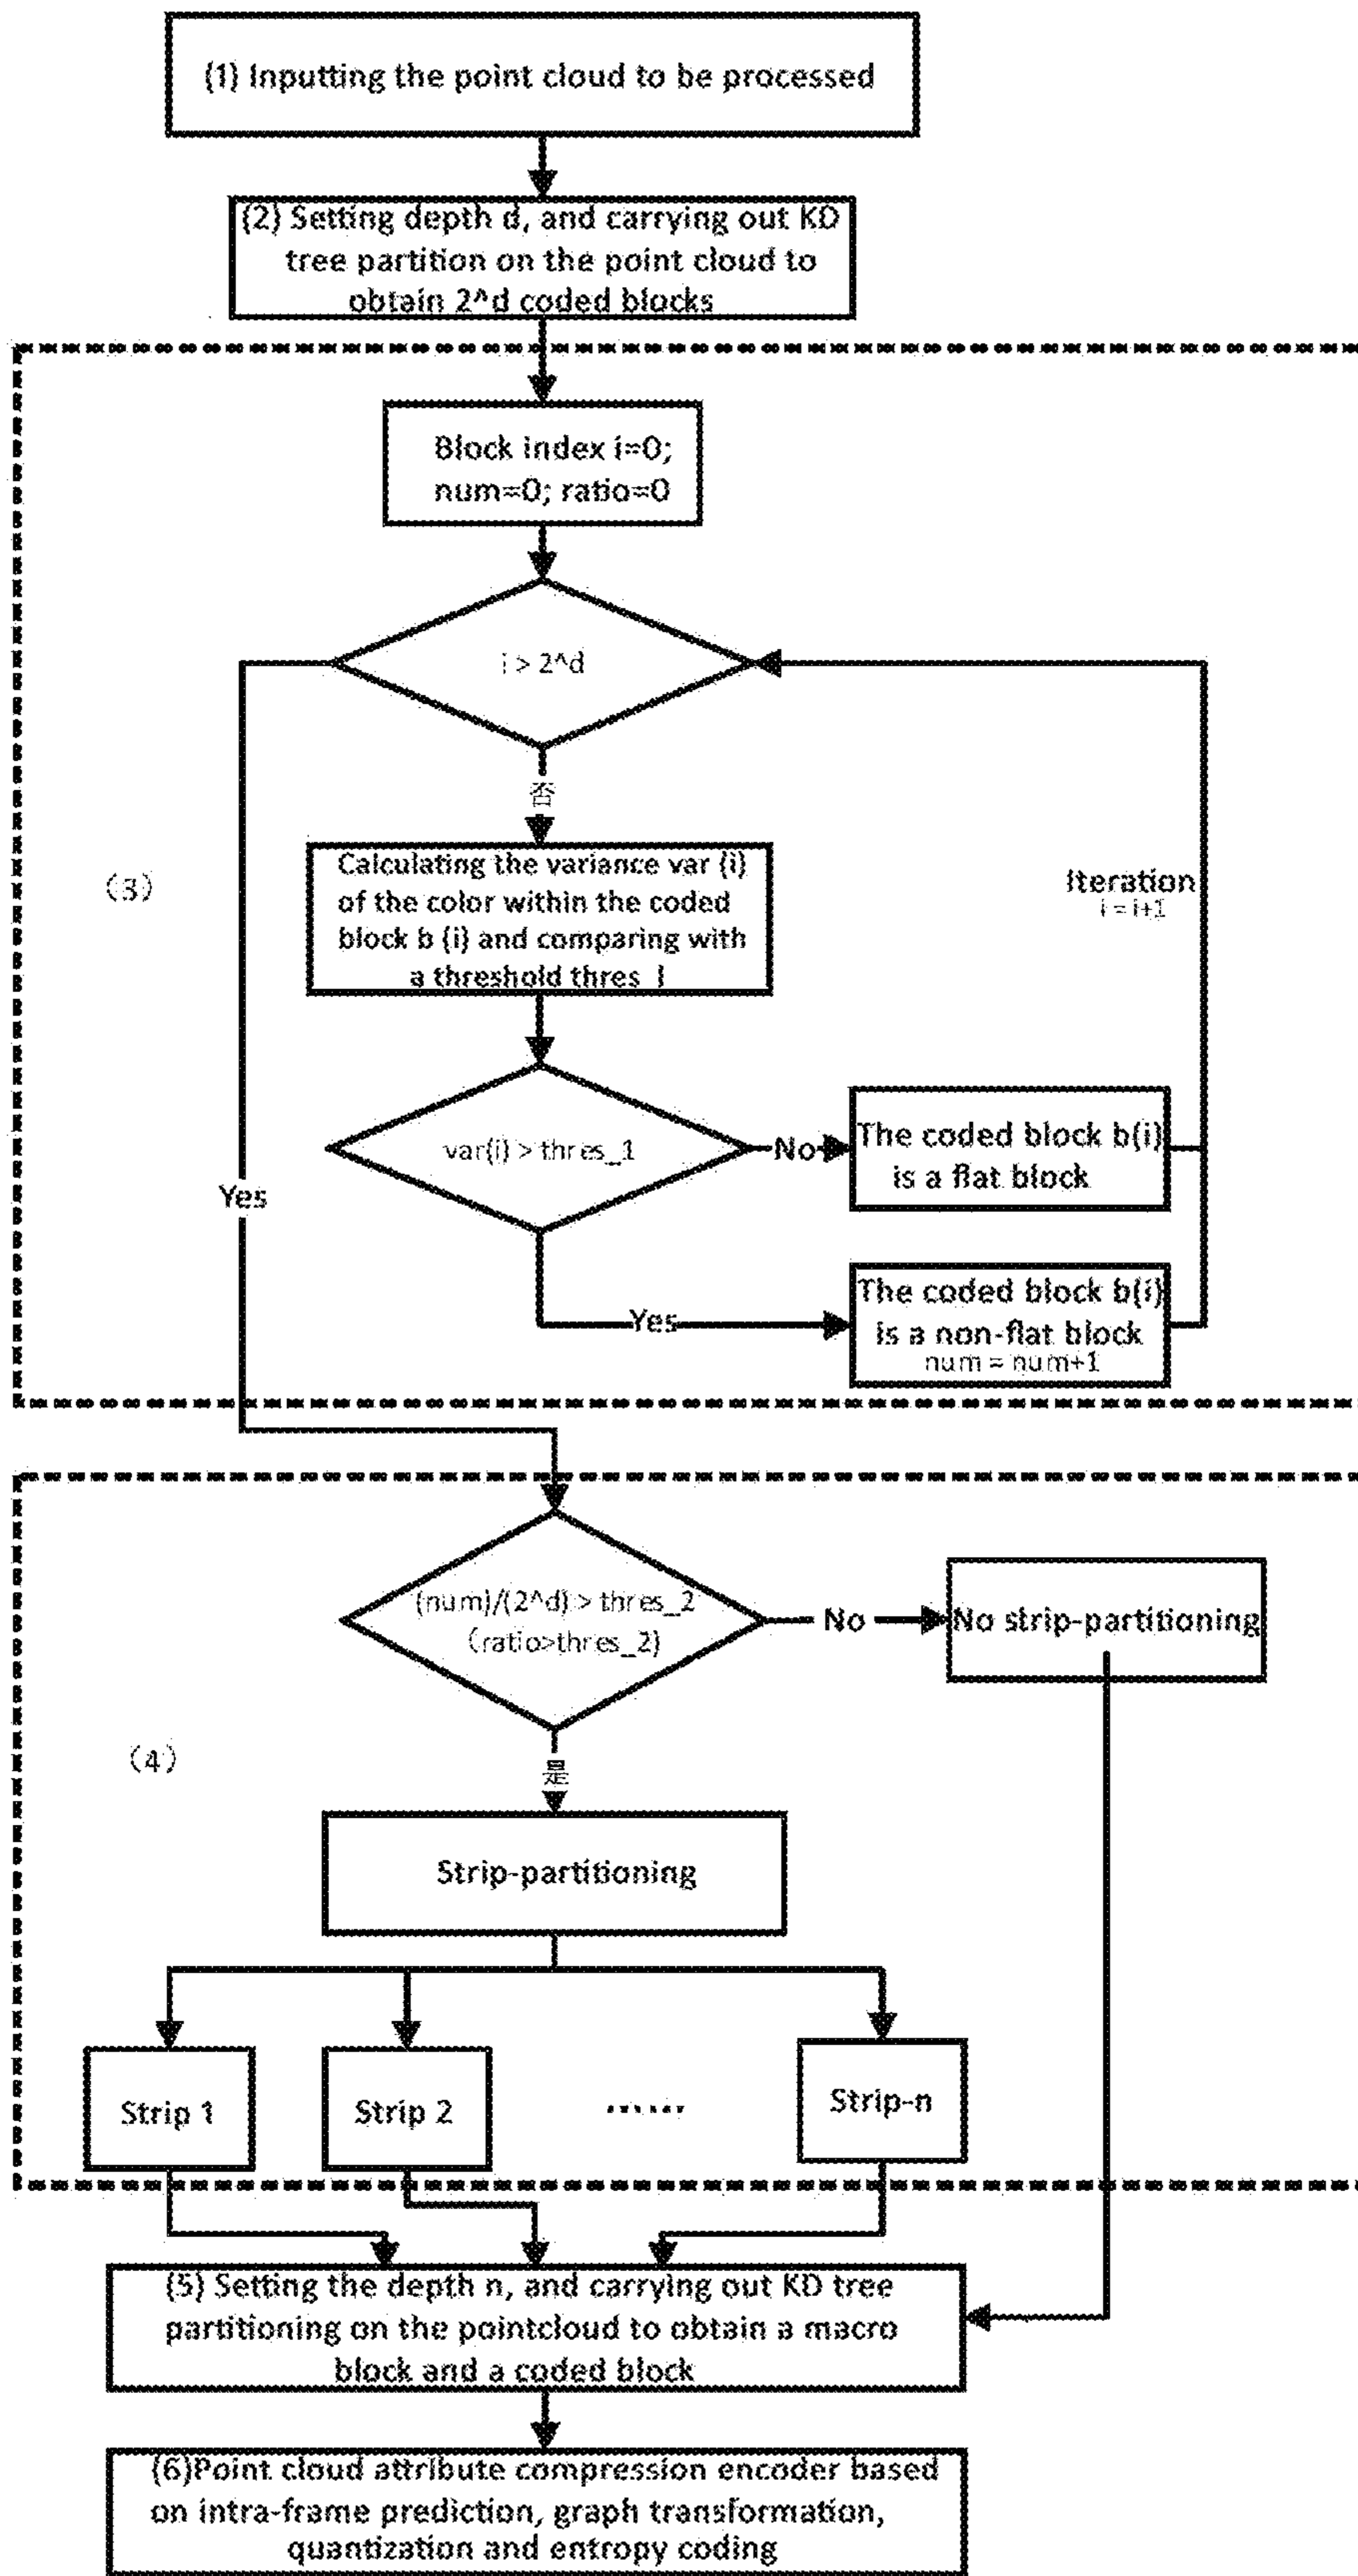 (1) Inputting the point cloud to be processed
(2) Setting depth d, and carrying out KD
tree partition on the point cloud to
obtain 2^d coded blocks
Block index i=0;
num=0; ratio=0
i > 2^d
否
(3)
Calculating the variance var (i)
of the color within the coded
block b (i) and comparing with
a threshold thres_l
Iteration
i = i+1
var(i) > thres_1
No
The coded block b(i)
is a flat block
Yes
Yes
The coded block b(i)
is a non-flat block
num = num+1
(num)/(2^d) > thres_2
(ratio>thres_2)
No
No strip-partitioning
(4)
是
Strip-partitioning
Strip 1
Strip 2
......
Strip-n
(5) Setting the depth n, and carrying out KD tree
partitioning on the pointcloud to obtain a macro
block and a coded block
(6)Point cloud attribute compression encoder based
on intra-frame prediction, graph transformation,
quantization and entropy coding